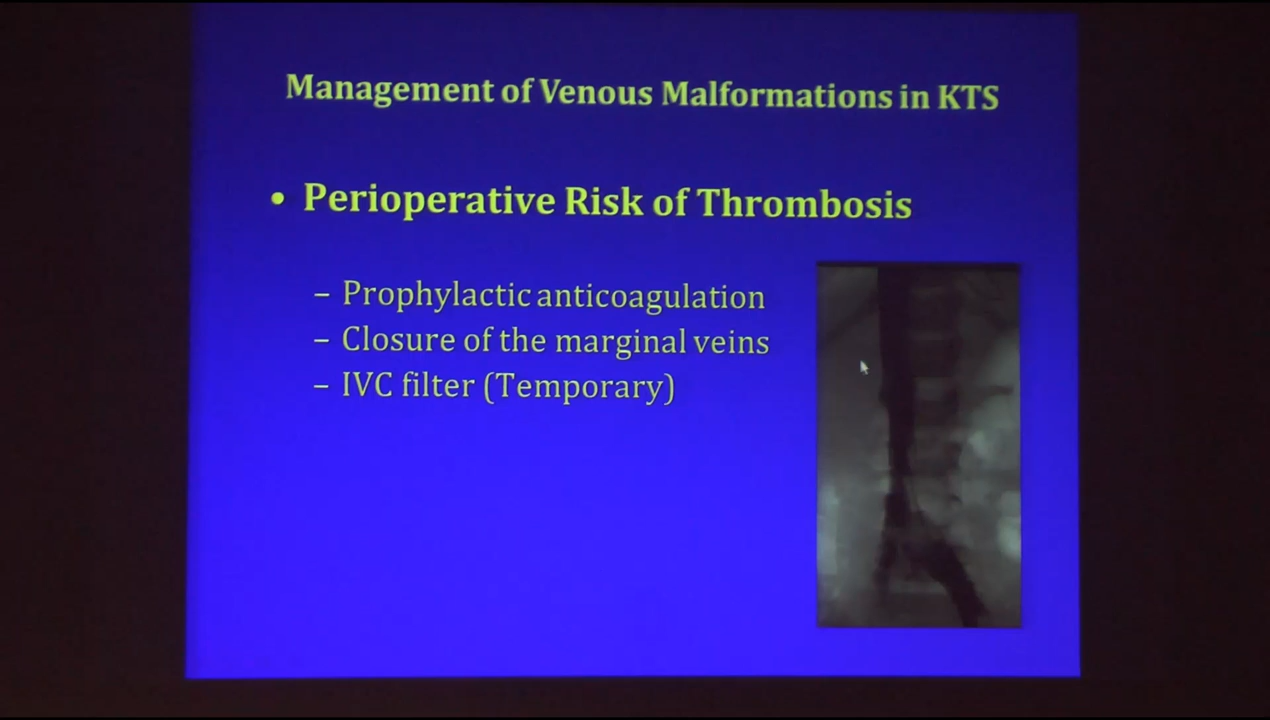 Management of Venous Malformations in KTS
• Perioperative Risk of Thrombosis
– Prophylactic anticoagulation
– Closure of the marginal veins
– IVC filter (Temporary)